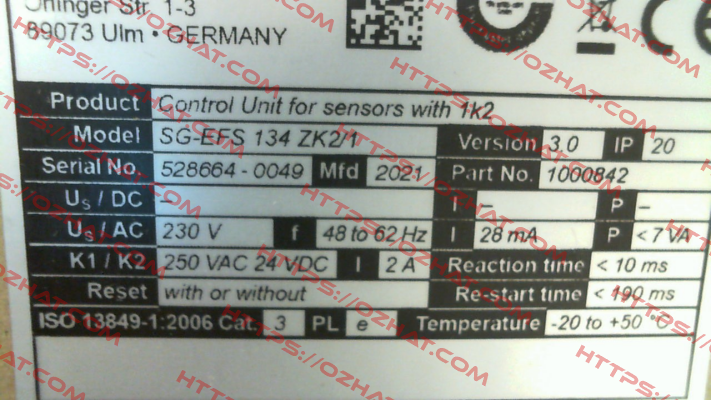 89073 Ulm • GERMANY
Product Control Unit for sensors with 1k2
Model SG-EFS 134 ZK2/1 Version 3.0 IP 20
Serial No. 528664 - 0049 Mfd 2021 Part No. 1000842
Us / DC - I - P -
Us / AC 230 V f 48 to 62 Hz I 28 mA P < 7 VA
K1 / K2 250 VAC 24 VDC I 2 A Reaction time < 10 ms
Reset with or without Re-start time < 190 ms
ISO 13849-1:2006 Cat. 3 PL e Temperature -20 to +50 °C
HTTPS://OZHAT.COM